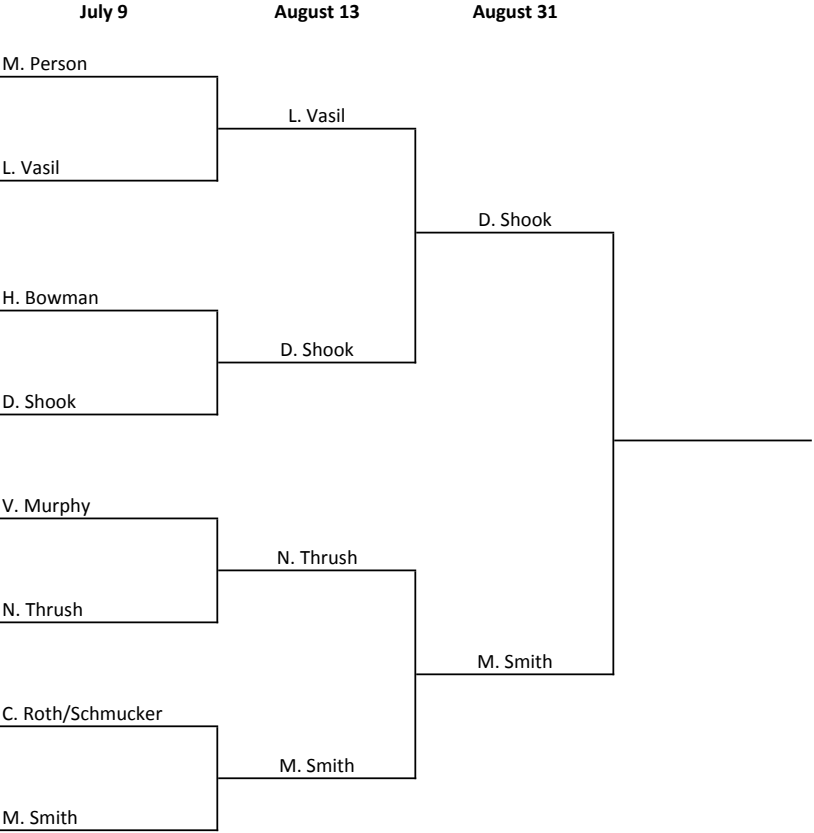 July 9 August 13 August 31
M. Person
L. Vasil
L. Vasil
D. Shook
H. Bowman
D. Shook
D. Shook
V. Murphy
N. Thrush
N. Thrush
M. Smith
C. Roth/Schmucker
M. Smith
M. Smith